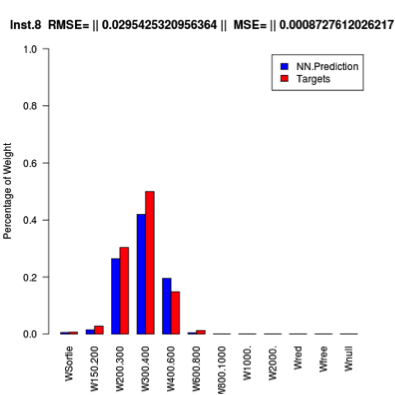 Inst.8 RMSE= || 0.0295425320956364 || MSE= || 0.0008727612026217
NN.Prediction
Targets
Percentage of Weight
1.0
0.8
0.6
0.4
0.2
0.0
WSortie
W150.200
W200.300
W300.400
W400.600
W600.800
W800.1000
W1000.
W2000.
Wred
Wfree
Wnull